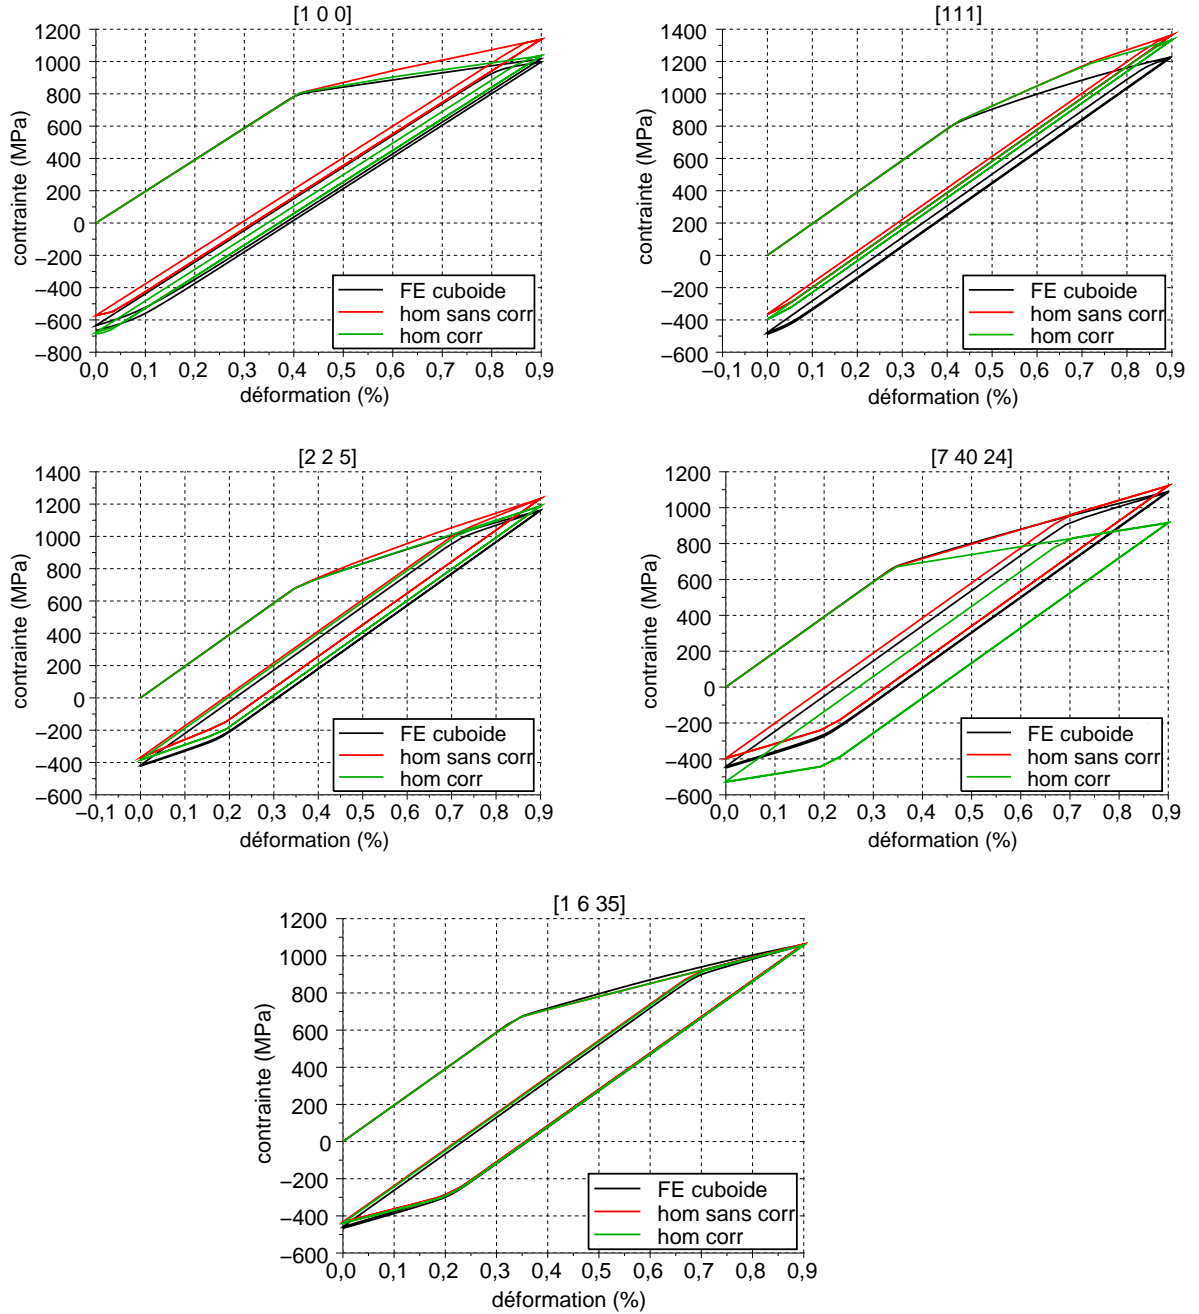 [1 0 0]
1200
1000
800
600
400
200
0
−200
−400
−600
−800
contrainte (MPa)
FE cuboide
hom sans corr
hom corr
0,0 0,1 0,2 0,3 0,4 0,5 0,6 0,7 0,8 0,9
déformation (%)
[111]
1400
1200
1000
800
600
400
200
0
−200
−400
−600
contrainte (MPa)
FE cuboide
hom sans corr
hom corr
−0,1 0,0 0,1 0,2 0,3 0,4 0,5 0,6 0,7 0,8 0,9
déformation (%)
[2 2 5]
1400
1200
1000
800
600
400
200
0
−200
−400
−600
contrainte (MPa)
FE cuboide
hom sans corr
hom corr
−0,1 0,0 0,1 0,2 0,3 0,4 0,5 0,6 0,7 0,8 0,9
déformation (%)
[7 40 24]
1200
1000
800
600
400
200
0
−200
−400
−600
contrainte (MPa)
FE cuboide
hom sans corr
hom corr
0,0 0,1 0,2 0,3 0,4 0,5 0,6 0,7 0,8 0,9
déformation (%)
[1 6 35]
1200
1000
800
600
400
200
0
−200
−400
−600
contrainte (MPa)
FE cuboide
hom sans corr
hom corr
0,0 0,1 0,2 0,3 0,4 0,5 0,6 0,7 0,8 0,9
déformation (%)